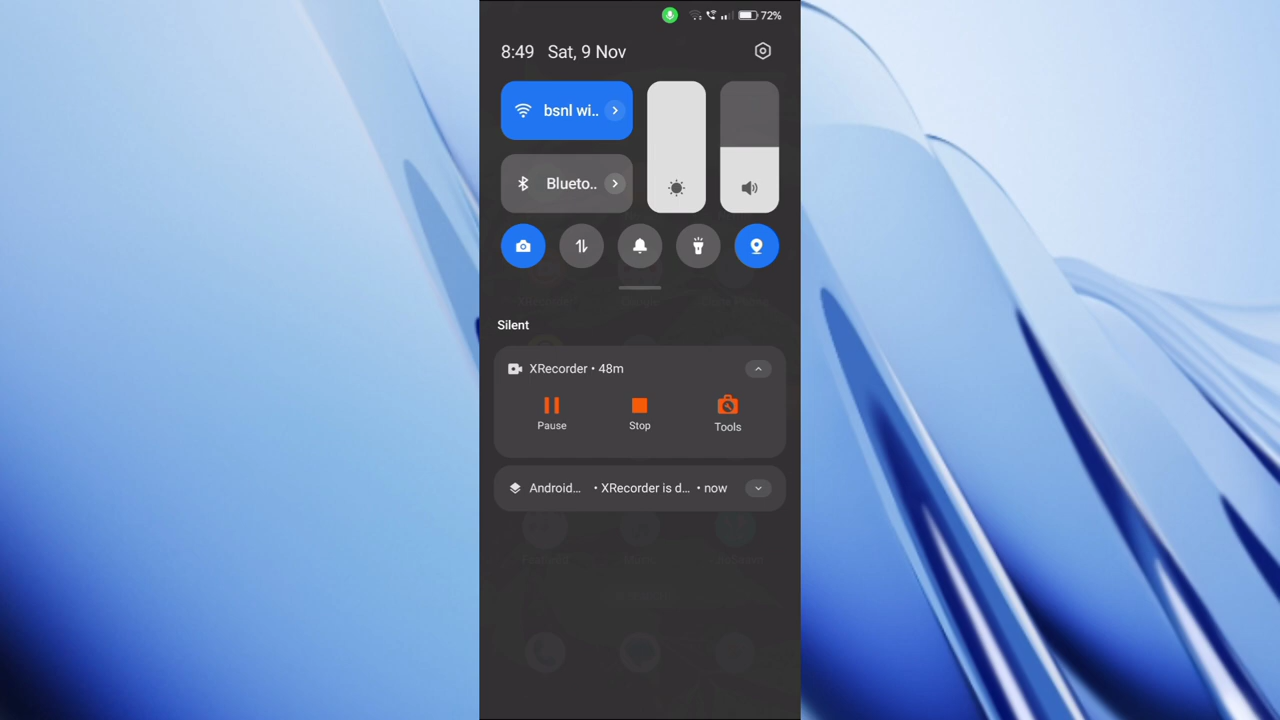 72%
8:49 Sat, 9 Nov
bsnl wi..
Blueto..
Silent
XRecorder • 48m
Pause Stop Tools
Android... • XRecorder is d... • now